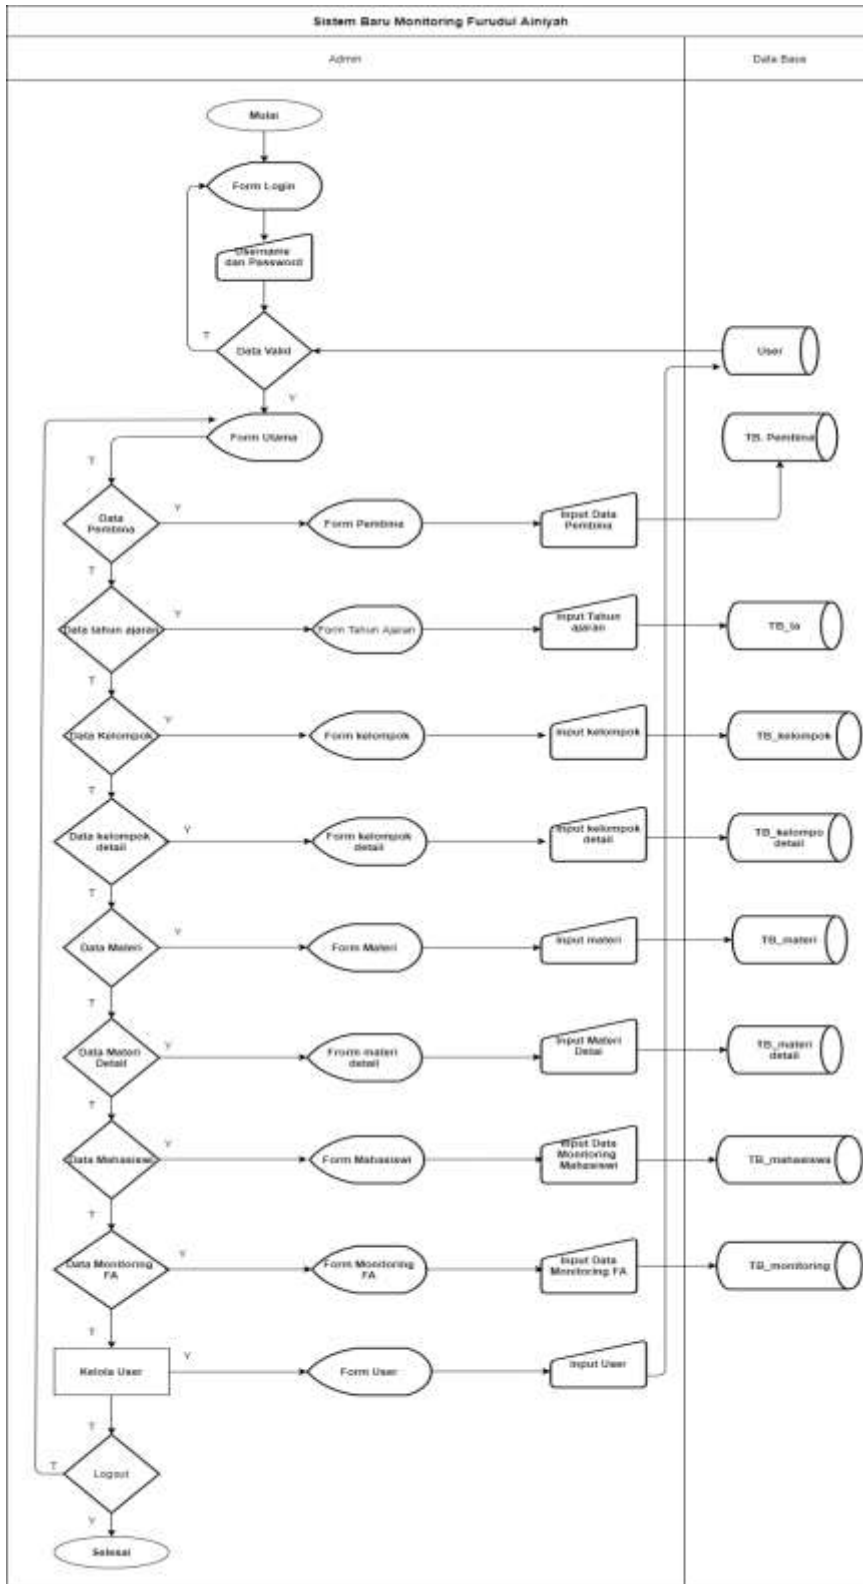 Sistem Baru Monitoring Furudul Ainiyah
Admin
Data Base
Mulai
Form Login
Username
dan Password
T
Data Valid
User
Y
Form Utama
TB. Pembina
T
Data
Pembina
Y
Form Pembina
Input Data
Pembina
T
Data tahun ajaran
Y
Form Tahun Ajaran
Input Tahun
ajaran
TB_ta
T
Data Kelompok
Y
Form kelompok
Input kelompok
TB_kelompok
T
Data kelompok
detail
Y
Form kelompok
detail
Input kelompok
detail
TB_kelompo
detail
T
Data Materi
Y
Form Materi
Input materi
TB_materi
T
Data Materi
Detail
Y
Frorm materi
detail
Input Materi
Detai
TB_materi
detail
T
Data Mahasiswi
Y
Form Mahasiswi
Input Data
Monitoring
Mahasiswi
TB_mahasiswa
T
Data Monitoring
FA
Y
Form Monitoring
FA
Input Data
Monitoring FA
TB_monitoring
T
Kelola User
Y
Form User
Input User
T
T
Logout
Y
Selesai